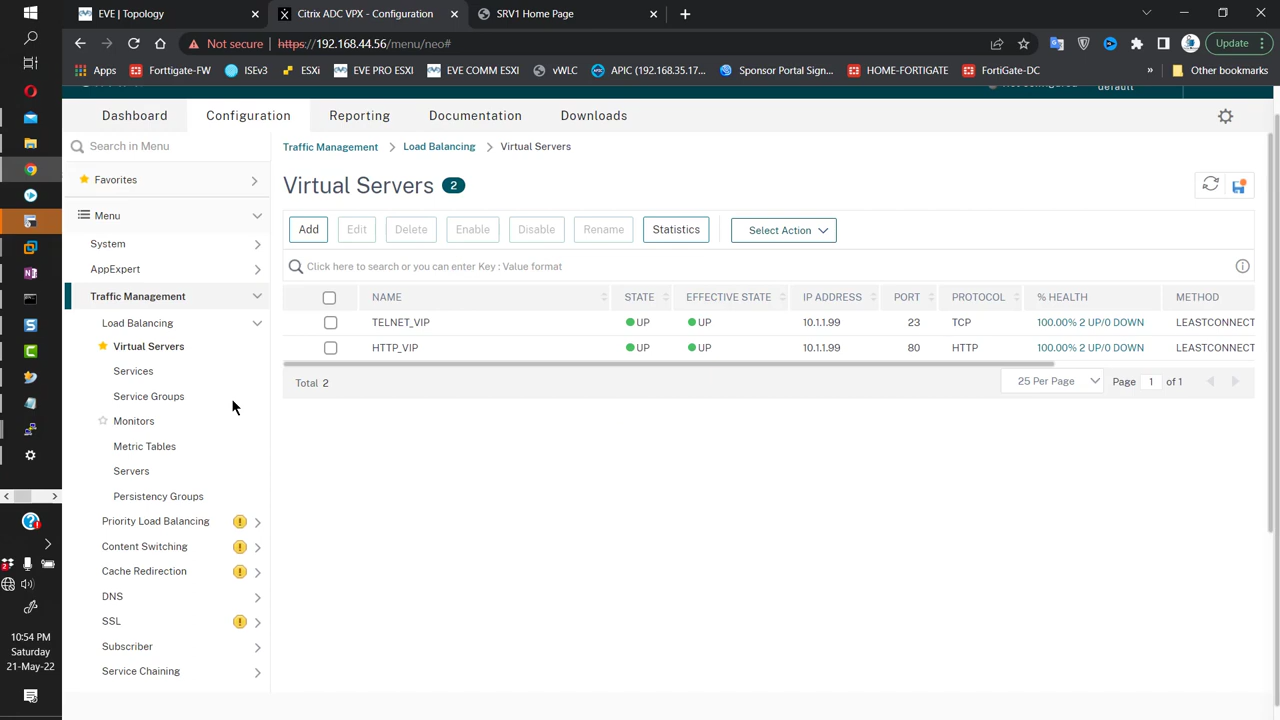 EVE | Topology
Citrix ADC VPX - Configuration
SRV1 Home Page
Not secure
https://192.168.44.56/menu/neo#
Update
Apps
Forttigate-FW
ISEv3
ESXi
EVE PRO ESXI
EVE COM ESXI
vWLC
APIC (192.168.35.17...
Sponsor Portal Sign...
HOME-FORTIGATE
FortiGate-DC
»
Other bookmarks
default
Dashboard
Configuration
Reporting
Documentation
Downloads
Search in Menu
Favorites
Menu
System
AppExpert
Traffic Management
Load Balancing
Virtual Servers
Services
Service Groups
Monitors
Metric Tables
Servers
Persistency Groups
Priority Load Balancing
Content Switching
Cache Redirection
DNS
SSL
Subscriber
Service Chaining
Traffic Management > Load Balancing > Virtual Servers
Virtual Servers 2
Add Edit Delete Enable Disable Rename Statistics Select Action
Click here to search or you can enter Key : Value format
NAME STATE EFFECTIVE STATE IP ADDRESS PORT PROTOCOL % HEALTH METHOD
TELNET_VIP UP UP 10.1.1.99 23 TCP 100.00% 2 UP/0 DOWN LEASTCONNECT
HTTP_VIP UP UP 10.1.1.99 80 HTTP 100.00% 2 UP/0 DOWN LEASTCONNECT
Total 2
25 Per Page
Page 1 of 1
10:54 PM
Saturday
21-May-22